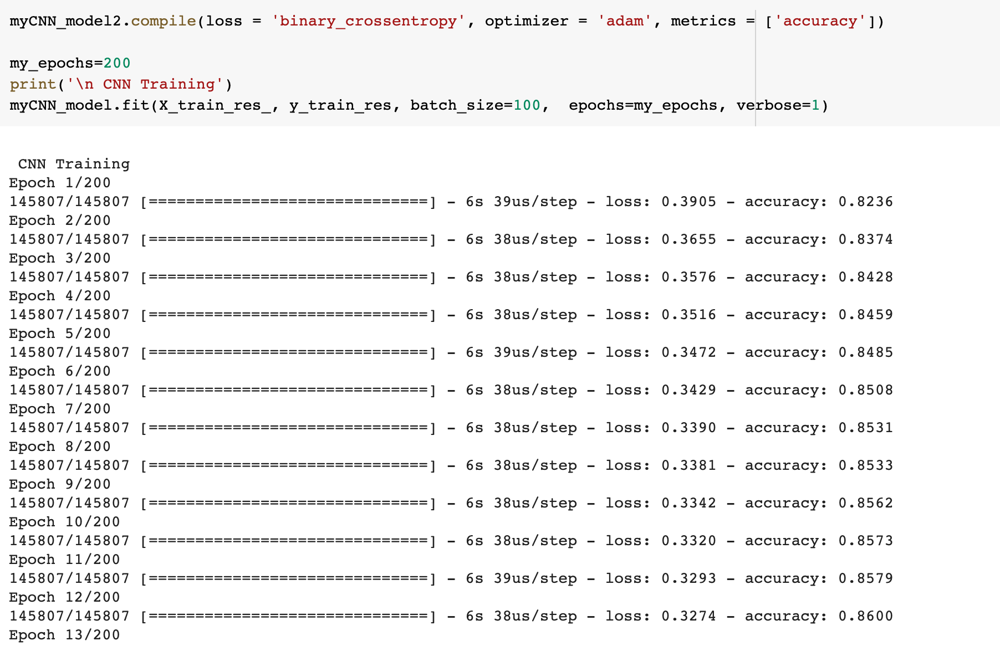 myCNN_model2.compile(loss = 'binary_crossentropy', optimizer = 'adam', metrics = ['accuracy'])
my_epochs=200
print('\n CNN Training')
myCNN_model.fit(X_train_res_, y_train_res, batch_size=100,  epochs=my_epochs, verbose=1)
CNN Training
Epoch 1/200
145807/145807 [==============================] - 6s 39us/step - loss: 0.3905 - accuracy: 0.8236
Epoch 2/200
145807/145807 [==============================] - 6s 38us/step - loss: 0.3655 - accuracy: 0.8374
Epoch 3/200
145807/145807 [==============================] - 6s 38us/step - loss: 0.3576 - accuracy: 0.8428
Epoch 4/200
145807/145807 [==============================] - 6s 38us/step - loss: 0.3516 - accuracy: 0.8459
Epoch 5/200
145807/145807 [==============================] - 6s 39us/step - loss: 0.3472 - accuracy: 0.8485
Epoch 6/200
145807/145807 [==============================] - 6s 38us/step - loss: 0.3429 - accuracy: 0.8508
Epoch 7/200
145807/145807 [==============================] - 6s 38us/step - loss: 0.3390 - accuracy: 0.8531
Epoch 8/200
145807/145807 [==============================] - 6s 38us/step - loss: 0.3381 - accuracy: 0.8533
Epoch 9/200
145807/145807 [==============================] - 6s 38us/step - loss: 0.3342 - accuracy: 0.8562
Epoch 10/200
145807/145807 [==============================] - 6s 38us/step - loss: 0.3320 - accuracy: 0.8573
Epoch 11/200
145807/145807 [==============================] - 6s 39us/step - loss: 0.3293 - accuracy: 0.8579
Epoch 12/200
145807/145807 [==============================] - 6s 38us/step - loss: 0.3274 - accuracy: 0.8600
Epoch 13/200